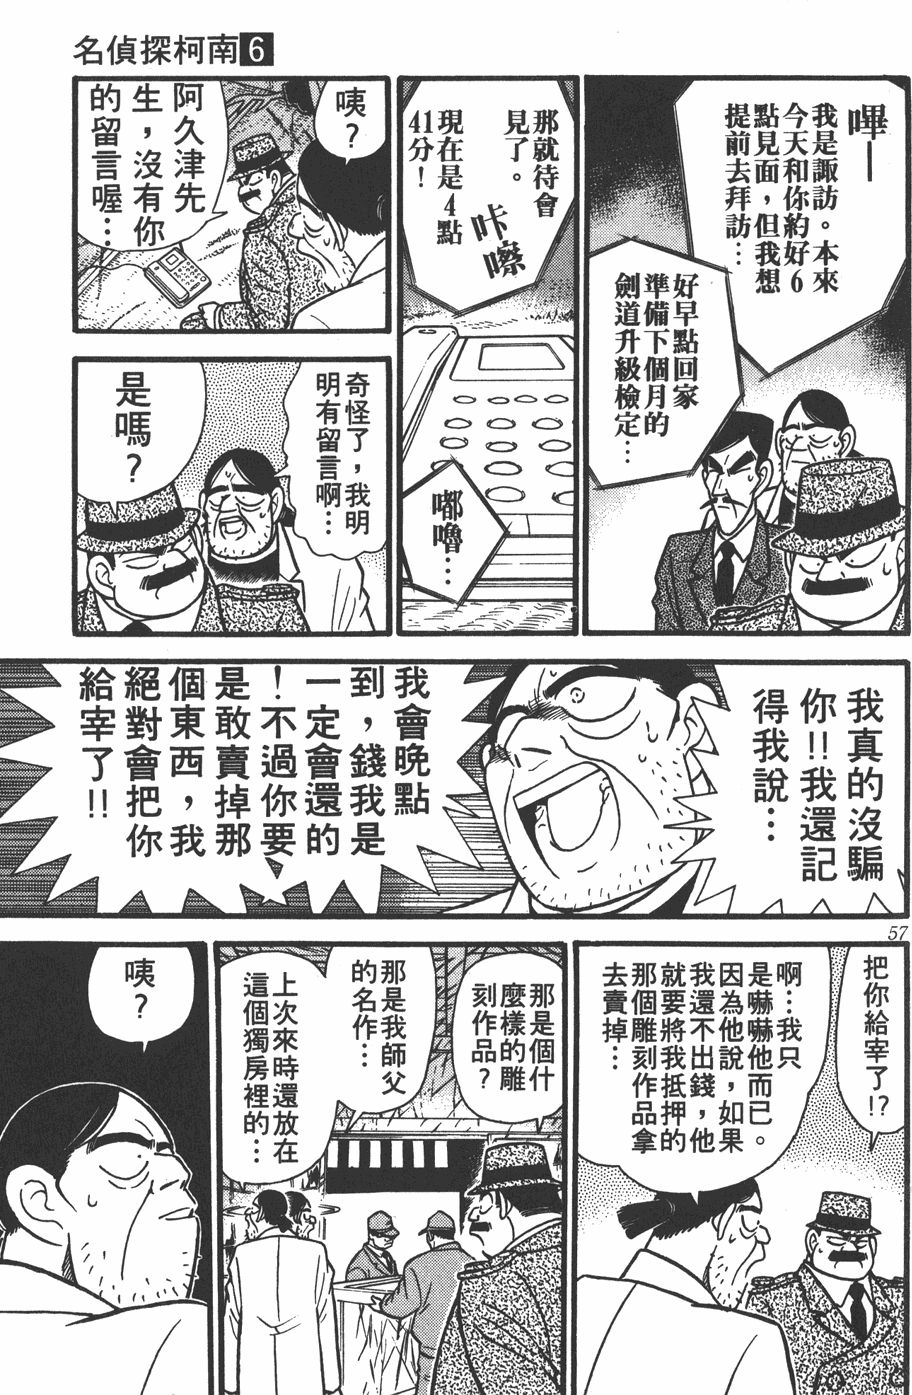 名偵探柯南6
嗶—
我是諏訪。本來
今天和你約好6
點見面，但我想
提前去拜訪…
好早點回家
準備下個月的
劍道升級檢定…
那就待會
見了。
現在是4點
41分！
咔嚓
嘟嚕…
咦？
阿久津先
生，沒有你
的留言喔…
奇怪了，我明
明有留言啊…
是嗎？
我真的沒騙
你!!我還記
得我說…
我會晚點
到，錢我是
一定會還的
！不過你要
是敢賣掉那
個東西，我
絕對會把你
給宰了!!
57
把你給宰了!?
啊…我只
是嚇嚇他而已。
因為他說，如果
我還不出錢，他
就要將我抵押的
那個雕刻作品拿
去賣掉…
那是個什
麼樣的雕
刻作品？
那是我師父
的名作…
上次來時還放在
這個獨房裡的…
咦？